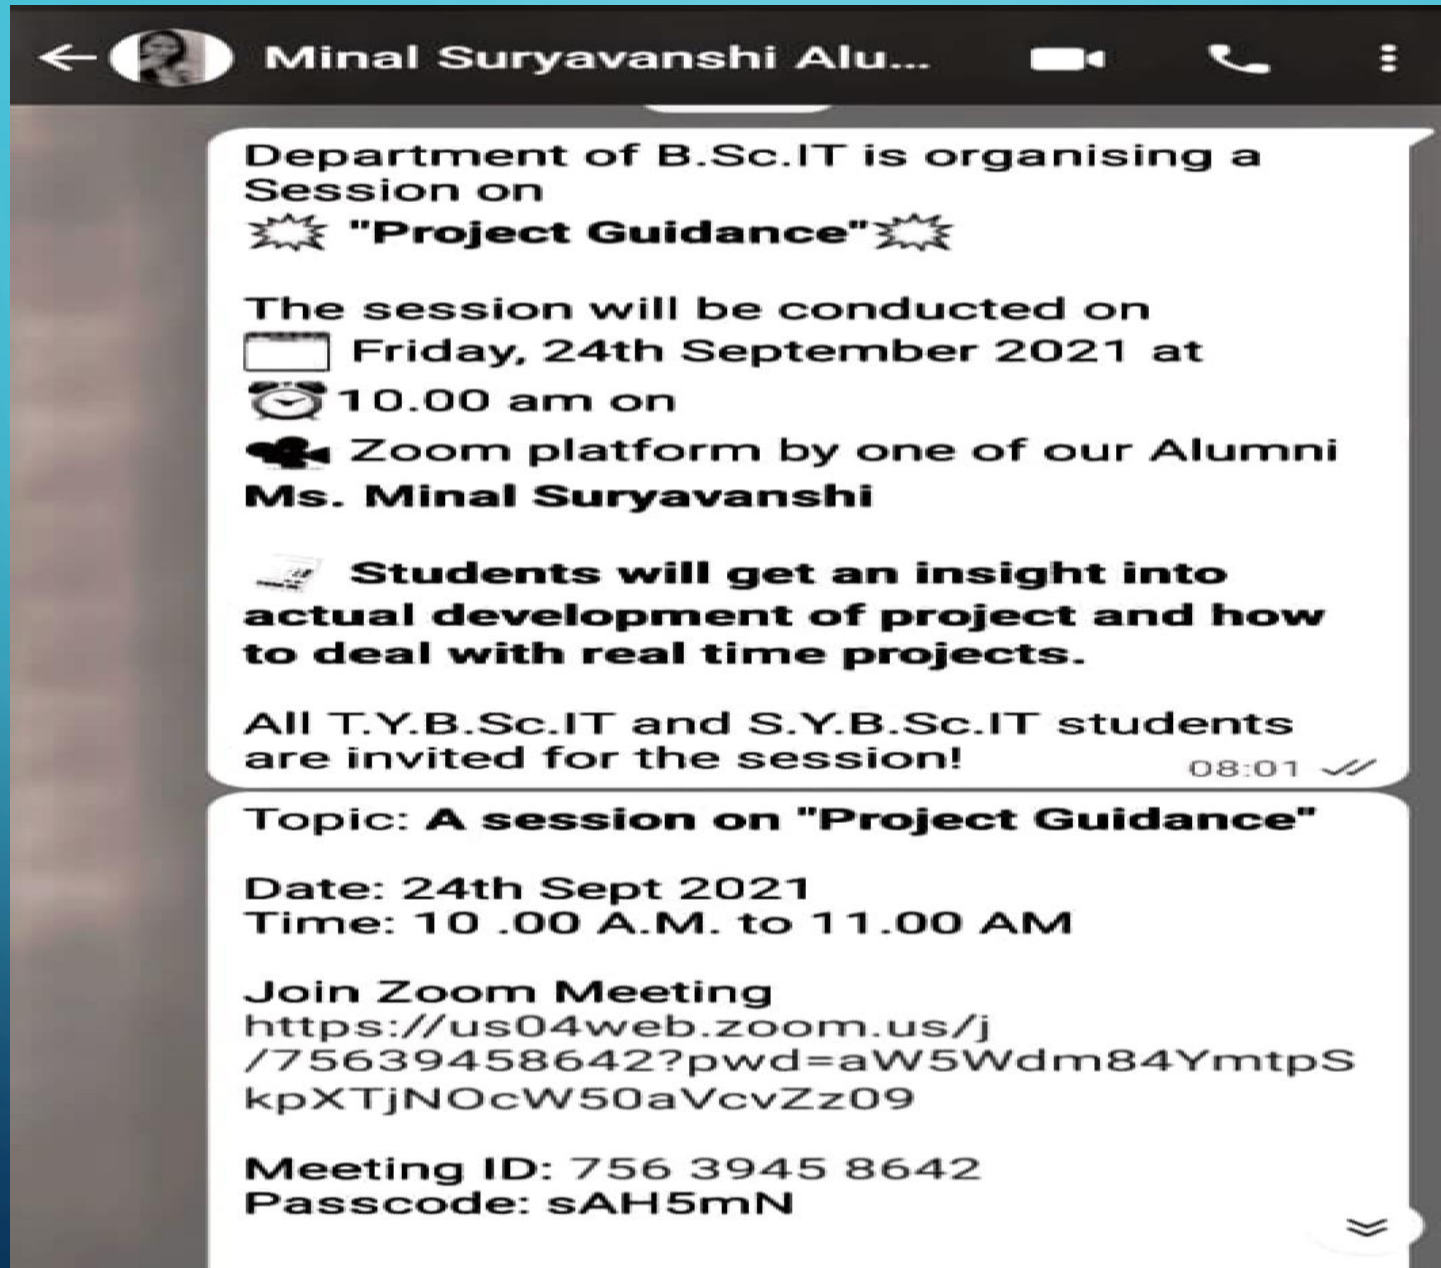 Minal Suryavanshi Alu...
Department of B.Sc.IT is organising a
Session on
"Project Guidance"
The session will be conducted on
Friday, 24th September 2021 at
10.00 am on
Zoom platform by one of our Alumni
Ms. Minal Suryavanshi
Students will get an insight into
actual development of project and how
to deal with real time projects.
All T.Y.B.Sc.IT and S.Y.B.Sc.IT students
are invited for the session!
08:01
Topic: A session on "Project Guidance"
Date: 24th Sept 2021
Time: 10 .00 A.M. to 11.00 AM
Join Zoom Meeting
https://us04web.zoom.us/j
/75639458642?pwd=aW5Wdm84YmtpS
kpXTjNOcW50aVcvZz09
Meeting ID: 756 3945 8642
Passcode: sAH5mN